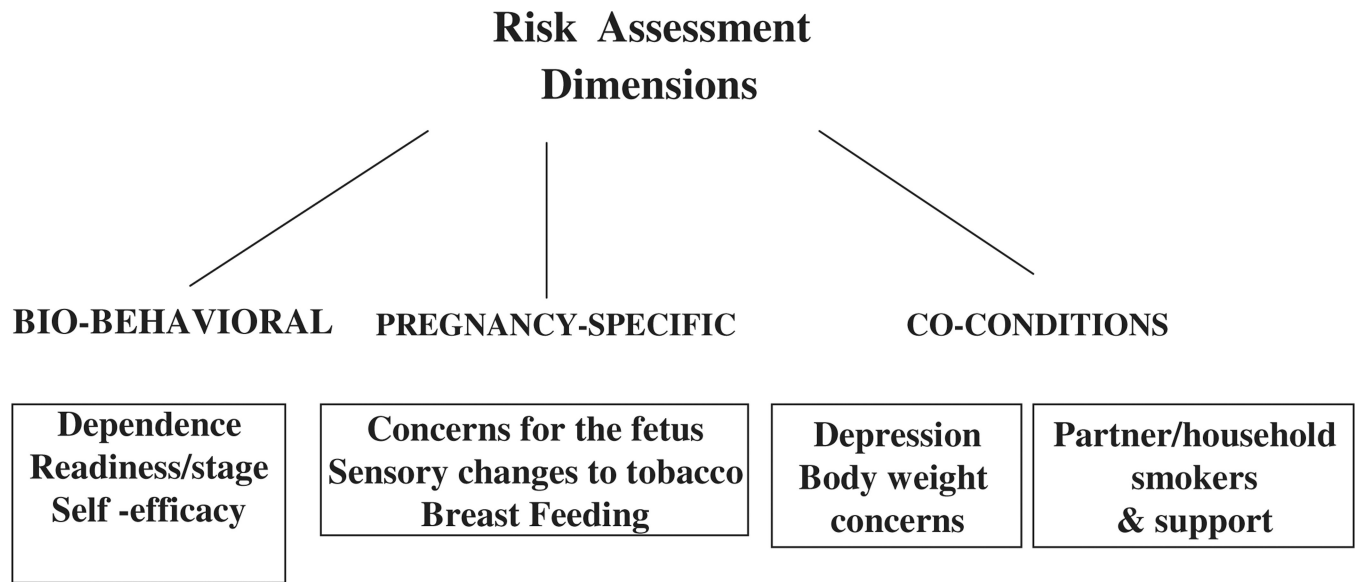 Risk Assessment
Dimensions
BIO-BEHAVIORAL
PREGNANCY-SPECIFIC
CO-CONDITIONS
Dependence
Readiness/stage
Self -efficacy
Concerns for the fetus
Sensory changes to tobacco
Breast Feeding
Depression
Body weight
concerns
Partner/household
smokers
& support